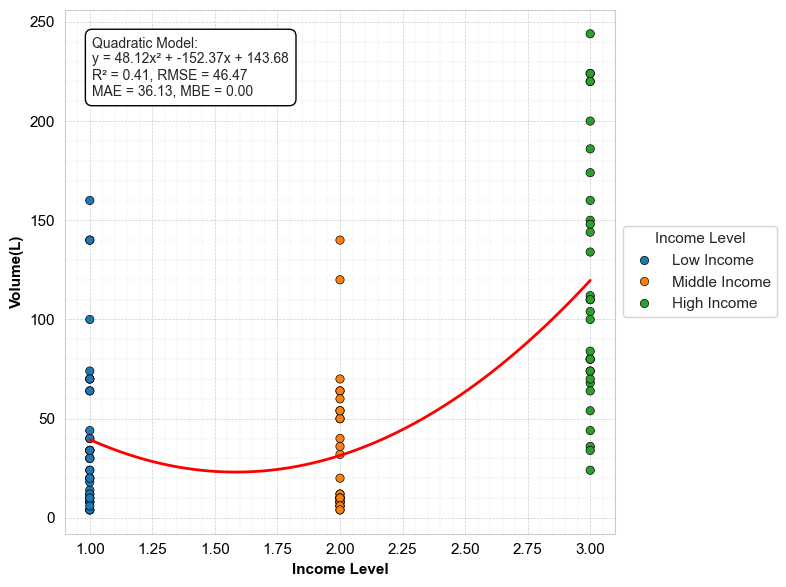 Quadratic Model:
y = 48.12x² + -152.37x + 143.68
R² = 0.41, RMSE = 46.47
MAE = 36.13, MBE = 0.00
250
200
150
100
50
0
Volume(L)
1.00 1.25 1.50 1.75 2.00 2.25 2.50 2.75 3.00
Income Level
Income Level
Low Income
Middle Income
High Income